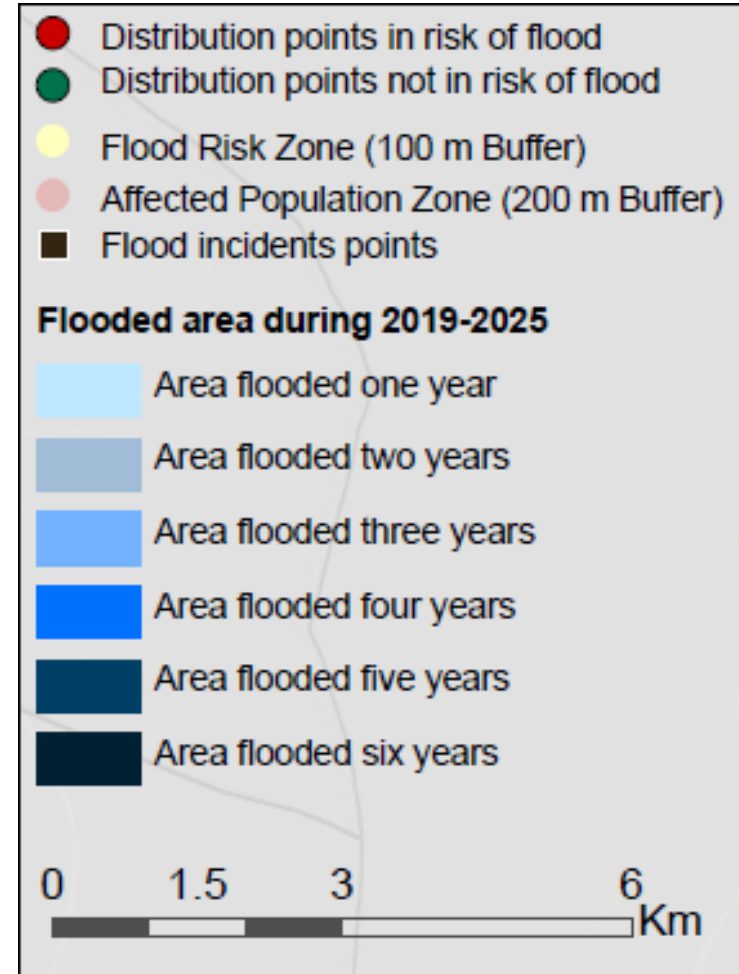 Distribution points in risk of flood
Distribution points not in risk of flood
Flood Risk Zone (100 m Buffer)
Affected Population Zone (200 m Buffer)
Flood incidents points
Flooded area during 2019-2025
Area flooded one year
Area flooded two years
Area flooded three years
Area flooded four years
Area flooded five years
Area flooded six years
0 1.5 3 6
Km